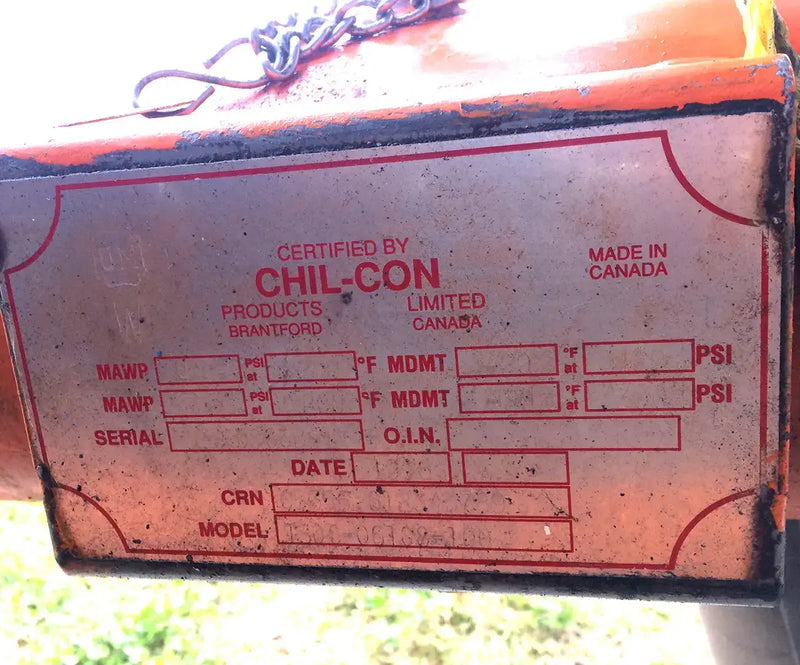 CERTIFIED BY
CHIL-CON
PRODUCTS LIMITED
BRANTFORD CANADA
MADE IN
CANADA
MAWP PSI at °F MDMT °F at PSI
MAWP PSI at °F MDMT °F at PSI
SERIAL O.I.N.
DATE
CRN
MODEL